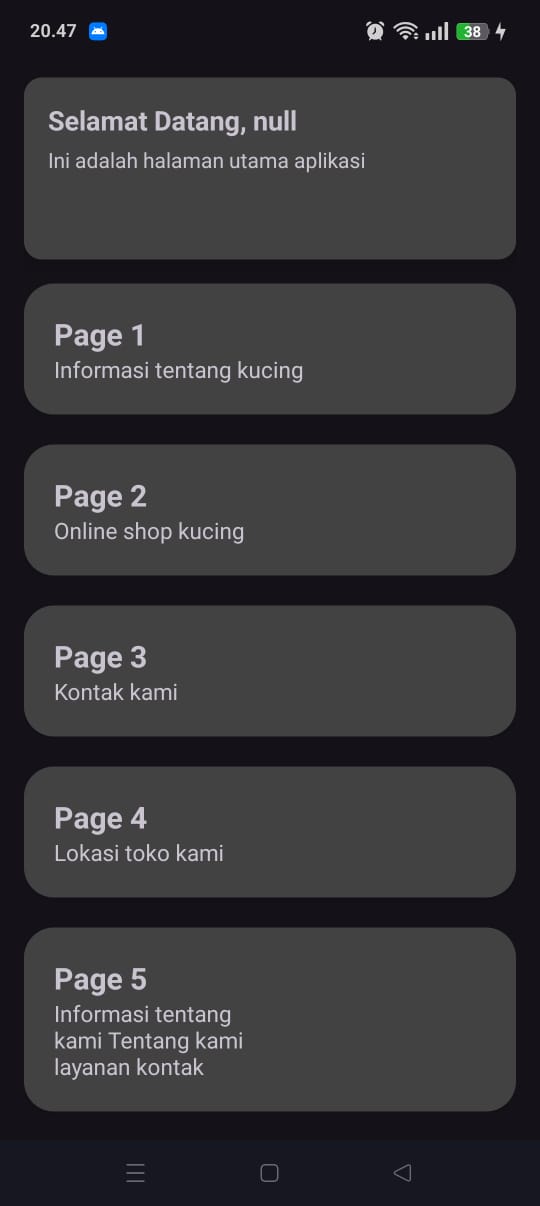 20.47
38
Selamat Datang, null
Ini adalah halaman utama aplikasi
Page 1
Informasi tentang kucing
Page 2
Online shop kucing
Page 3
Kontak kami
Page 4
Lokasi toko kami
Page 5
Informasi tentang
kami Tentang kami
layanan kontak